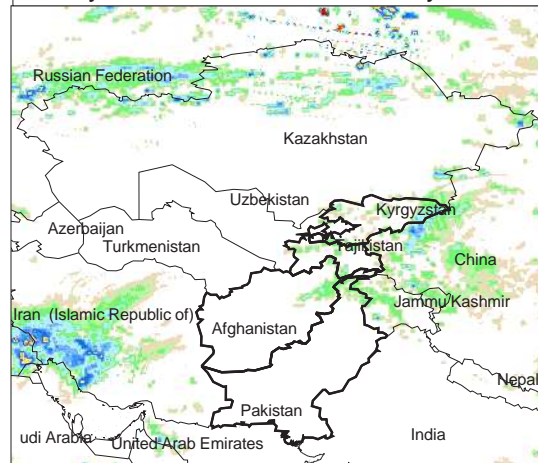 Russian Federation
Kazakhstan
Uzbekistan
Kyrgyzstan
Azerbaijan
Turkmenistan
Tajikistan
China
Jammu/Kashmir
Iran (Islamic Republic of)
Afghanistan
Nepal
Pakistan
udi Arabia
United Arab Emirates
India